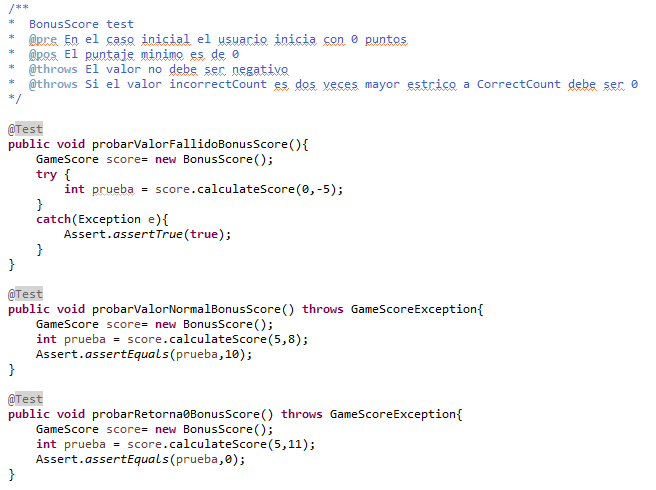 /**
*  BonusScore test
*  @pre En el caso inicial el usuario inicia con 0 puntos
*  @pos El puntaje minimo es de 0
*  @throws El valor no debe ser negativo
*  @throws Si el valor incorrectCount es dos veces mayor estrico a CorrectCount debe ser 0
*/
@Test
public void probarValorFallidoBonusScore(){
    GameScore score= new BonusScore();
    try {
        int prueba = score.calculateScore(0,-5);
    }
    catch(Exception e){
        Assert.assertTrue(true);
    }
}
@Test
public void probarValorNormalBonusScore() throws GameScoreException{
    GameScore score= new BonusScore();
    int prueba = score.calculateScore(5,8);
    Assert.assertEquals(prueba,10);
}
@Test
public void probarRetorna0BonusScore() throws GameScoreException{
    GameScore score= new BonusScore();
    int prueba = score.calculateScore(5,11);
    Assert.assertEquals(prueba,0);
}